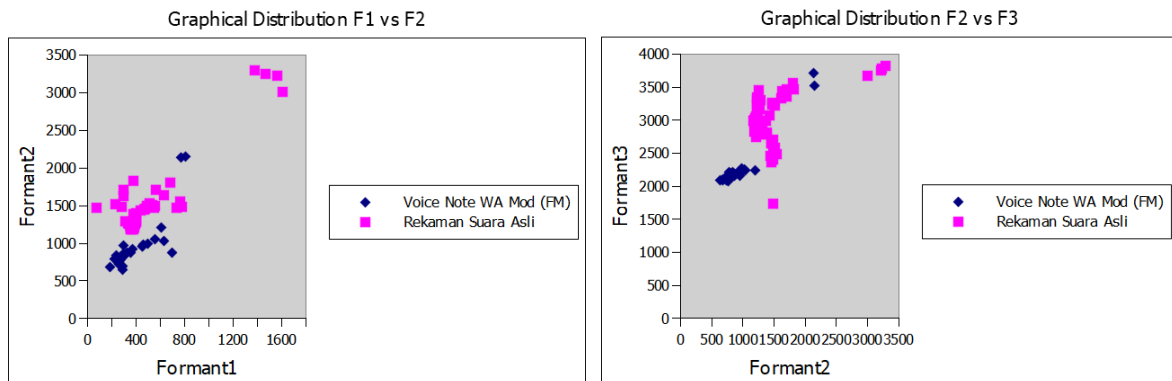 Graphical Distribution F1 vs F2
3500
3000
2500
2000
1500
1000
500
0
Formant2
0 400 800 1200 1600
Formant1
Voice Note WA Mod (FM)
Rekaman Suara Asli
Graphical Distribution F2 vs F3
4000
3500
3000
2500
2000
1500
1000
500
0
Formant3
0 500 1000 1500 2000 2500 3000 3500
Formant2
Voice Note WA Mod (FM)
Rekaman Suara Asli